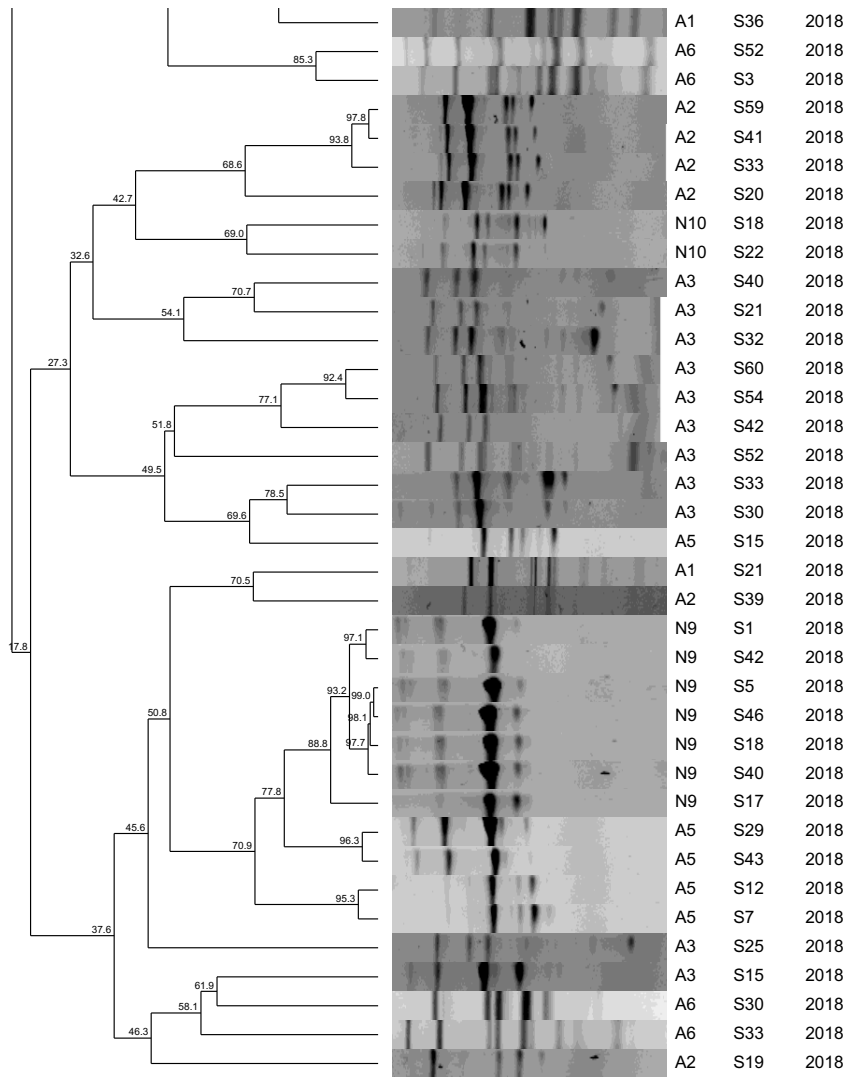 A1 S36 2018
A6 S52 2018
85.3
A6 S3 2018
A2 S59 2018
97.8
A2 S41 2018
93.8
A2 S33 2018
68.6
A2 S20 2018
42.7
N10 S18 2018
69.0
N10 S22 2018
32.6
A3 S40 2018
70.7
A3 S21 2018
54.1
A3 S32 2018
27.3
A3 S60 2018
92.4
A3 S54 2018
77.1
A3 S42 2018
51.8
A3 S52 2018
49.5
A3 S33 2018
78.5
A3 S30 2018
69.6
A5 S15 2018
A1 S21 2018
70.5
A2 S39 2018
N9 S1 2018
97.1
17.8
N9 S42 2018
N9 S5 2018
93.2 99.0
N9 S46 2018
50.8 98.1
N9 S18 2018
88.8 97.7
N9 S40 2018
77.8
N9 S17 2018
A5 S29 2018
45.6 96.3
A5 S43 2018
70.9
A5 S12 2018
95.3
A5 S7 2018
37.6
A3 S25 2018
A3 S15 2018
61.9
A6 S30 2018
58.1
A6 S33 2018
46.3
A2 S19 2018